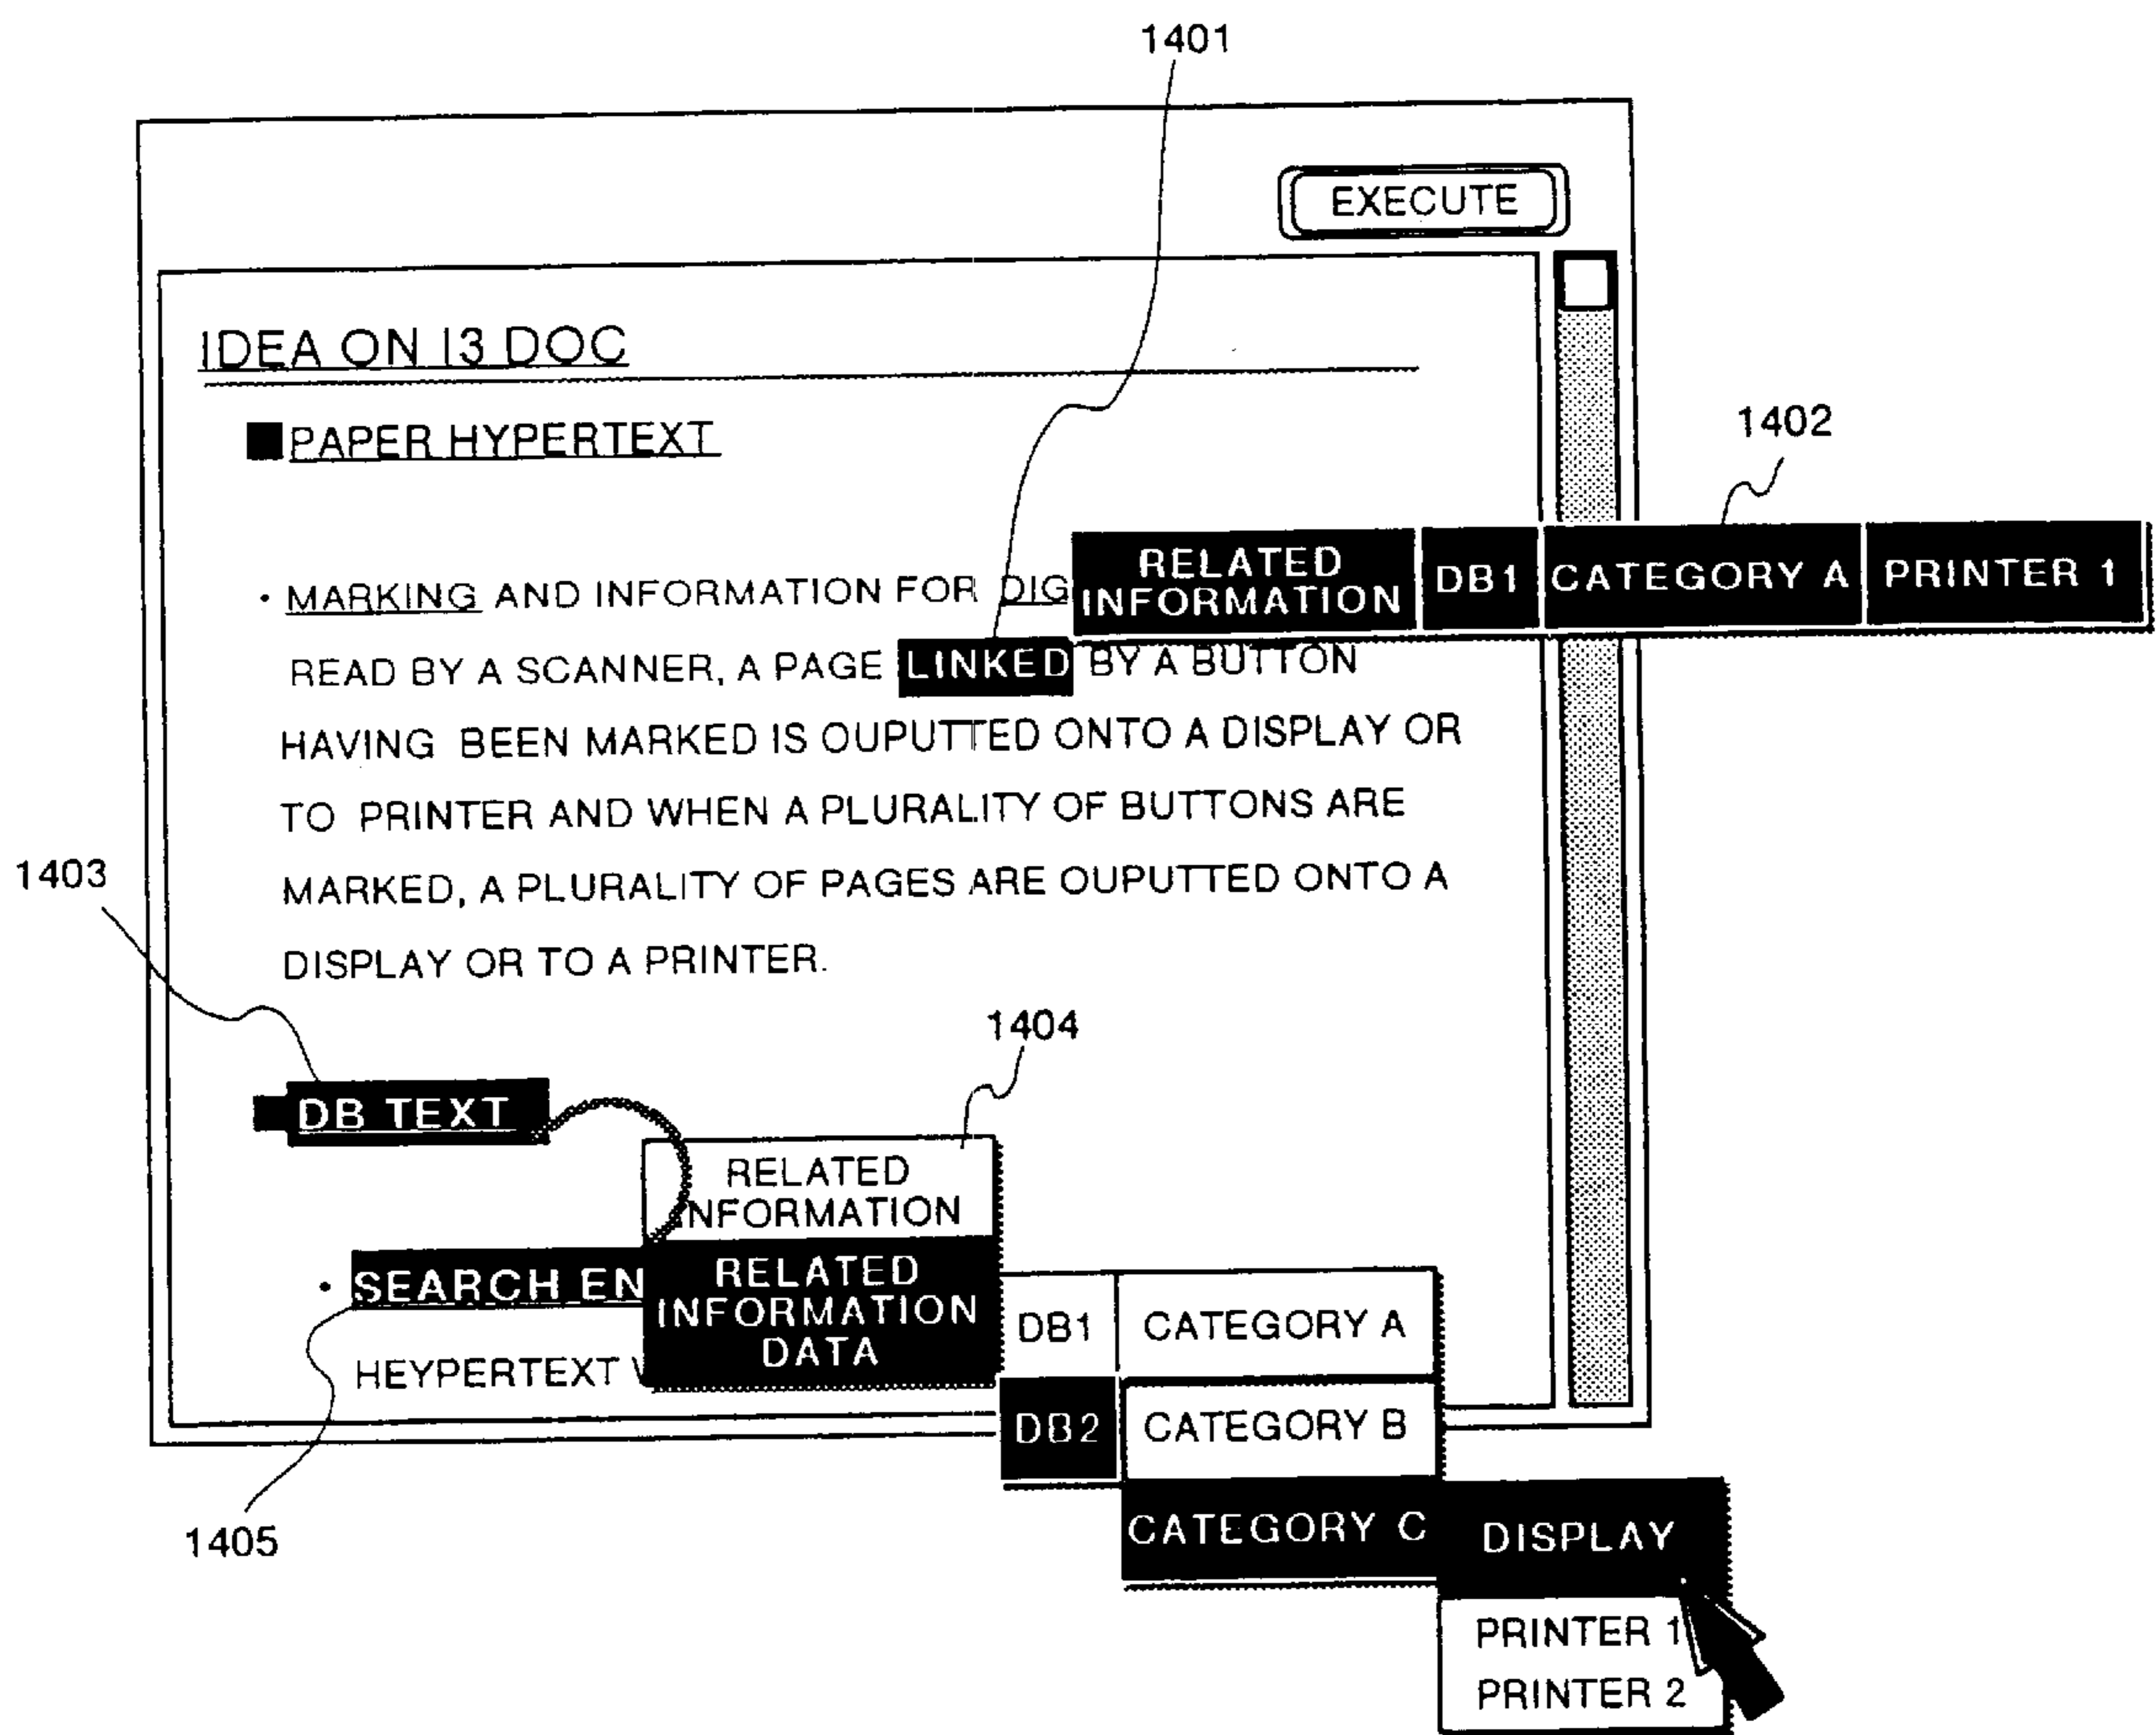 1401
EXECUTE
IDEA ON I3 DOC
PAPER HYPERTEXT
1402
RELATED
INFORMATION
DB1
CATEGORY A
PRINTER 1
• MARKING AND INFORMATION FOR DIG
READ BY A SCANNER, A PAGE LINKED BY A BUTTON
HAVING BEEN MARKED IS OUPUTTED ONTO A DISPLAY OR
TO PRINTER AND WHEN A PLURALITY OF BUTTONS ARE
1403
MARKED, A PLURALITY OF PAGES ARE OUPUTTED ONTO A
DISPLAY OR TO A PRINTER.
1404
DB TEXT
RELATED
INFORMATION
• SEARCH EN
RELATED
INFORMATION
DATA
DB1
CATEGORY A
HEYPERTEXT
DB2
CATEGORY B
1405
CATEGORY C
DISPLAY
PRINTER 1
PRINTER 2